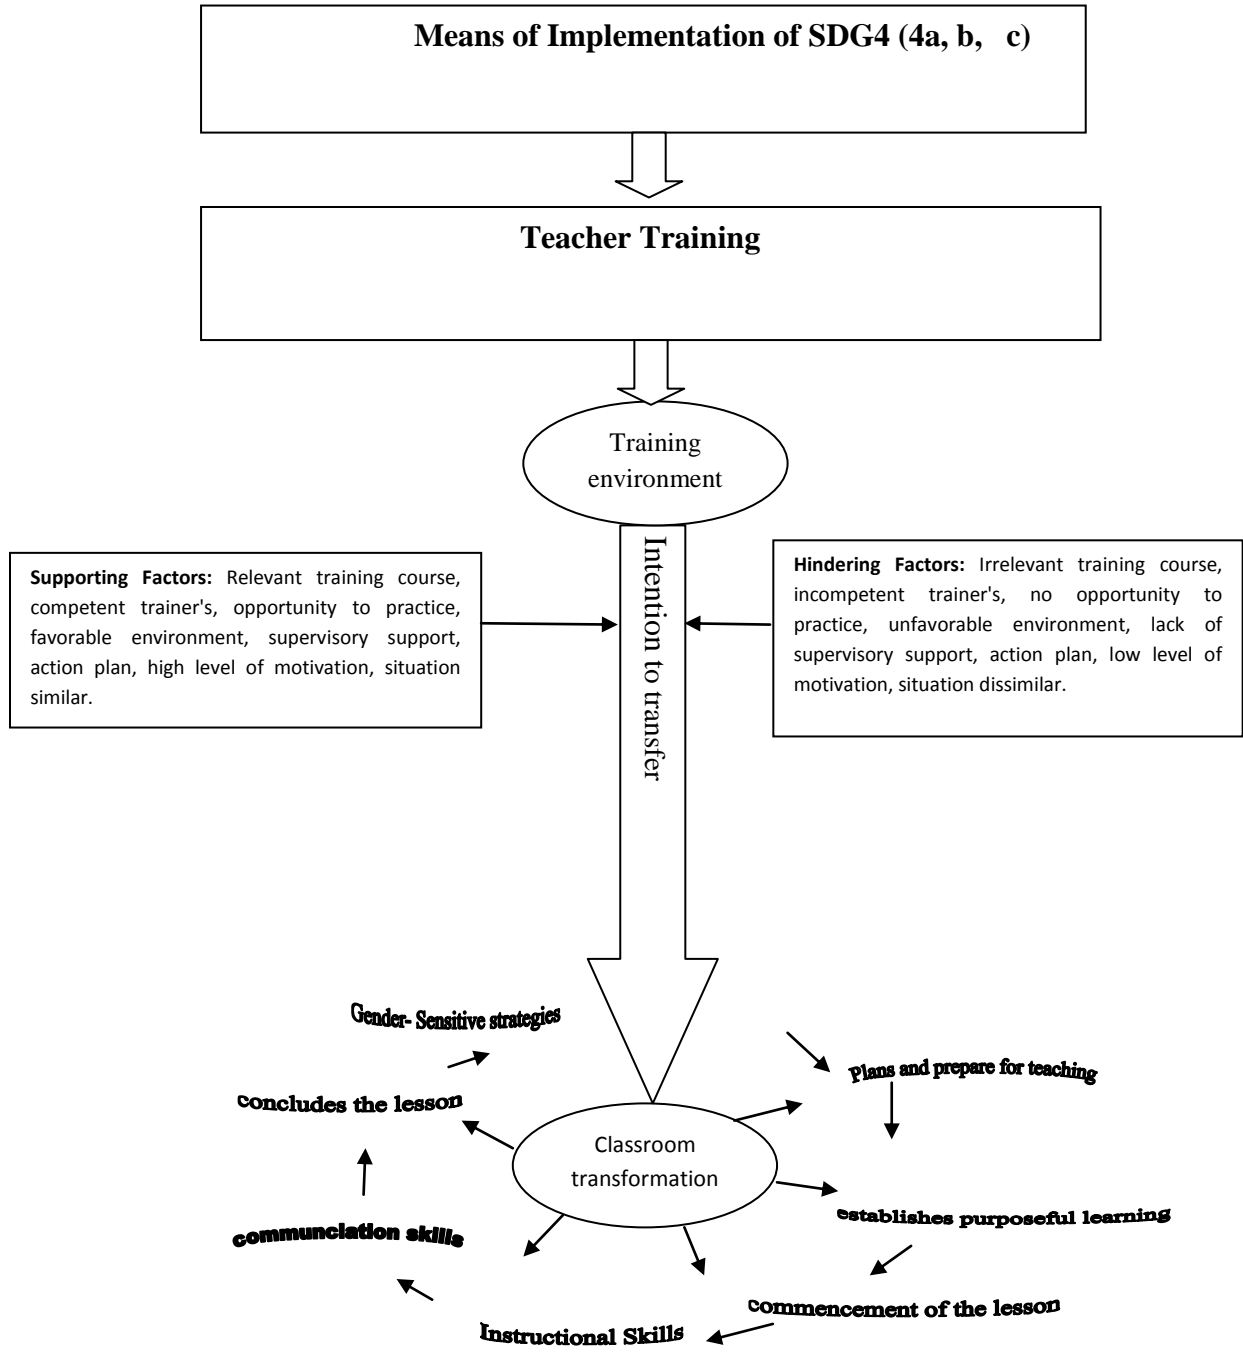 Means of Implementation of SDG4 (4a, b, c)
Teacher Training
Training
environment
Intention to transfer
Supporting Factors: Relevant training course,
competent trainer's, opportunity to practice,
favorable environment, supervisory support,
action plan, high level of motivation, situation
similar.
Hindering Factors: Irrelevant training course,
incompetent trainer's, no opportunity to
practice, unfavorable environment, lack of
supervisory support, action plan, low level of
motivation, situation dissimilar.
Gender- Sensitive strategies
Plans and prepare for teaching
concludes the lesson
Classroom
transformation
establishes purposeful learning
communciation skills
commencement of the lesson
Instructional Skills